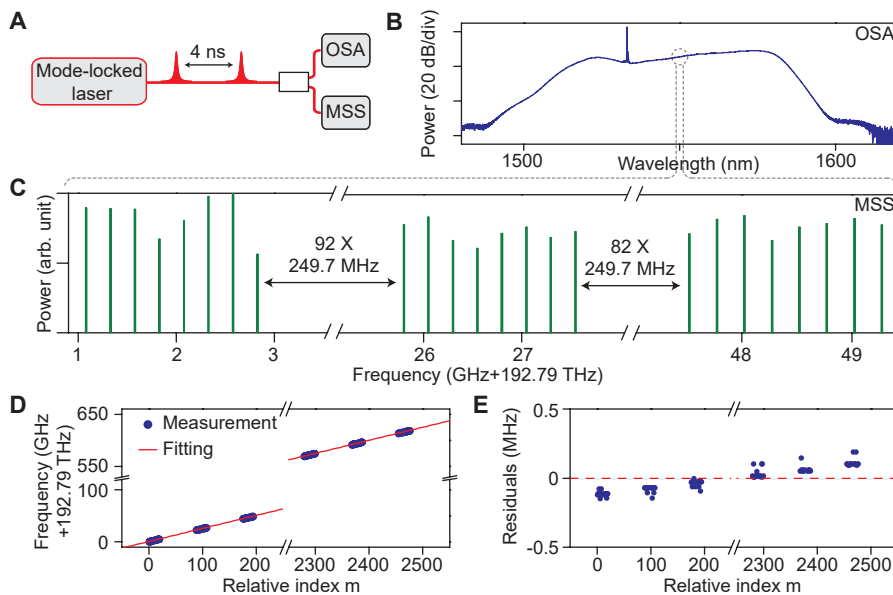 A
4 ns
Mode-locked
laser
OSA
MSS
B
OSA
Power (20 dB/div)
1500
Wavelength (nm)
1600
C
MSS
Power (arb. unit)
92 X
249.7 MHz
82 X
249.7 MHz
1
2
3
26
27
48
49
Frequency (GHz+192.79 THz)
D
Measurement
Fitting
Frequency (GHz
+192.79 THz)
650
550
100
0
0
100
200
2300
2400
2500
Relative index m
E
Residuals (MHz)
0.5
0
-0.5
0
100
200
2300
2400
2500
Relative index m